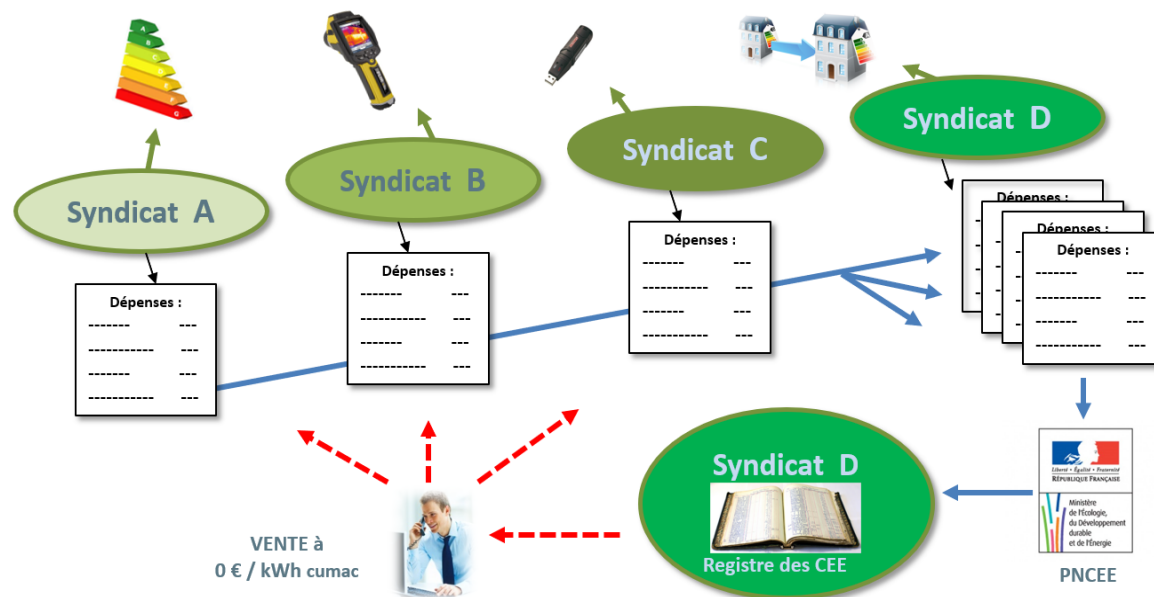 A
B
G
Syndicat A
Syndicat B
Syndicat C
Syndicat D
Dépenses :
------- ---
----------- ---
------- ---
----------- ---
Dépenses :
------- ---
----------- ---
------- ---
----------- ---
Dépenses :
------- ---
----------- ---
------- ---
----------- ---
Dépenses :
Dépenses :
Dépenses :
Dépenses :
------- ---
----------- ---
------- ---
----------- ---
Syndicat D
Registre des CEE
VENTE à
0 € / kWh cumac
Liberté • Égalité • Fraternité
RÉPUBLIQUE FRANÇAISE
Ministère
de l'Écologie,
du Développement
durable
et de l'Énergie
PNCEE